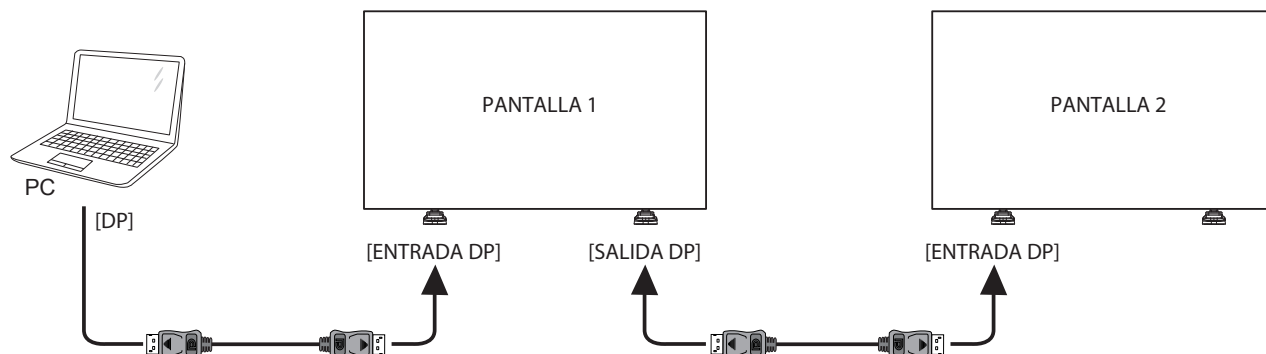 PANTALLA 1
PANTALLA 2
PC
[DP]
[ENTRADA DP]
[SALIDA DP]
[ENTRADA DP]